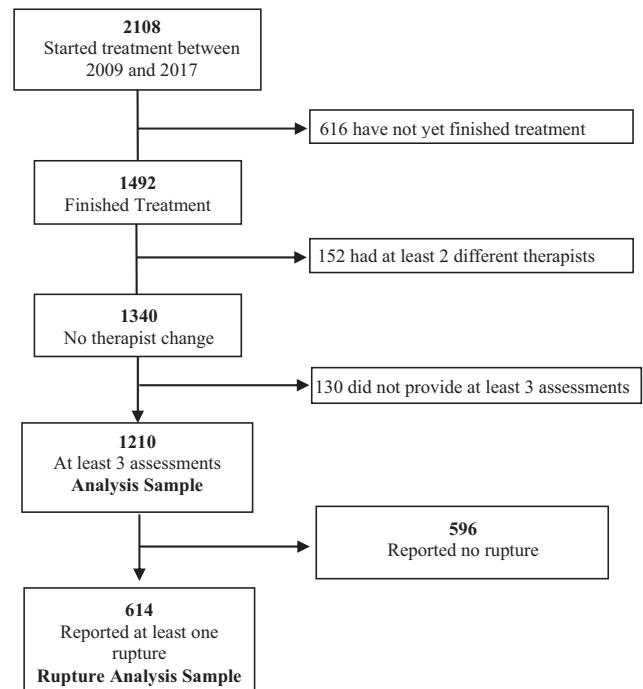 2108
Started treatment between
2009 and 2017
616 have not yet finished treatment
1492
Finished Treatment
152 had at least 2 different therapists
1340
No therapist change
130 did not provide at least 3 assessments
1210
At least 3 assessments
Analysis Sample
596
Reported no rupture
614
Reported at least one
rupture
Rupture Analysis Sample